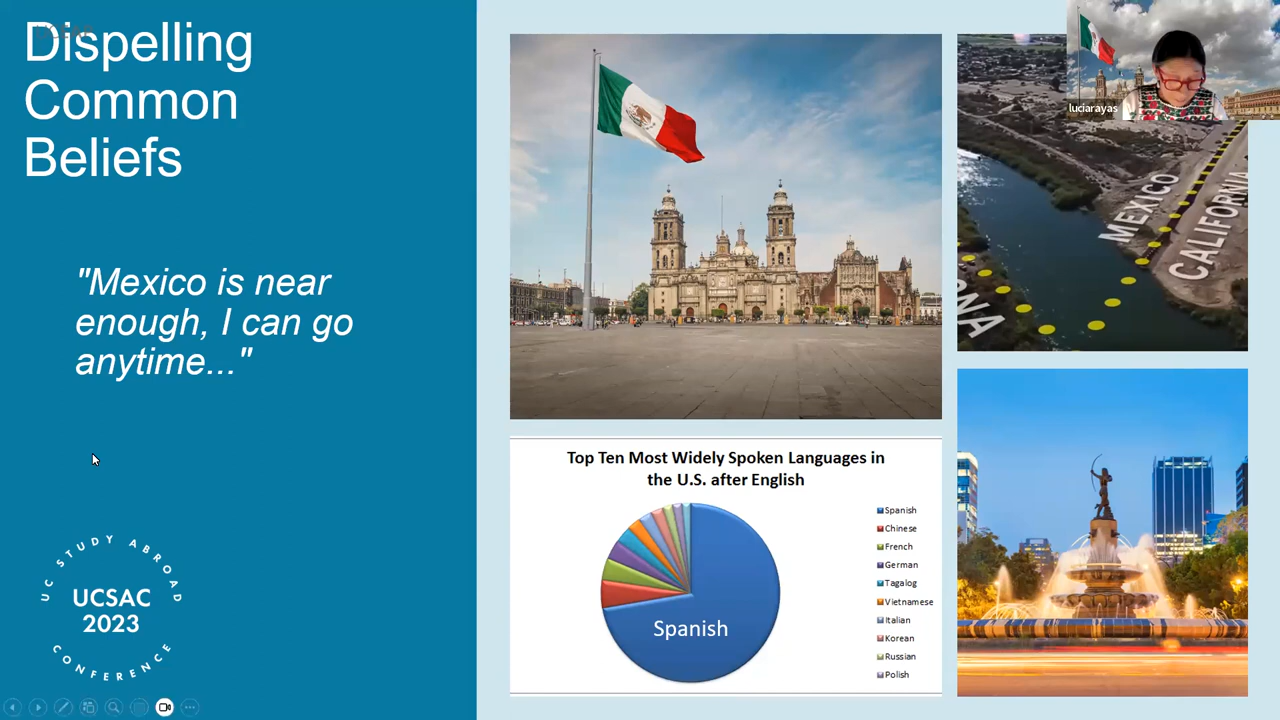 Dispelling
Common
Beliefs
"Mexico is near
enough, I can go
anytime..."
UC STUDY ABROAD
UCSAC
2023
CONFERENCE
luciarayas
MEXICO
CALIFORNIA
Top Ten Most Widely Spoken Languages in
the U.S. after English
Spanish
Spanish
Chinese
French
German
Tagalog
Vietnamese
Italian
Korean
Russian
Polish